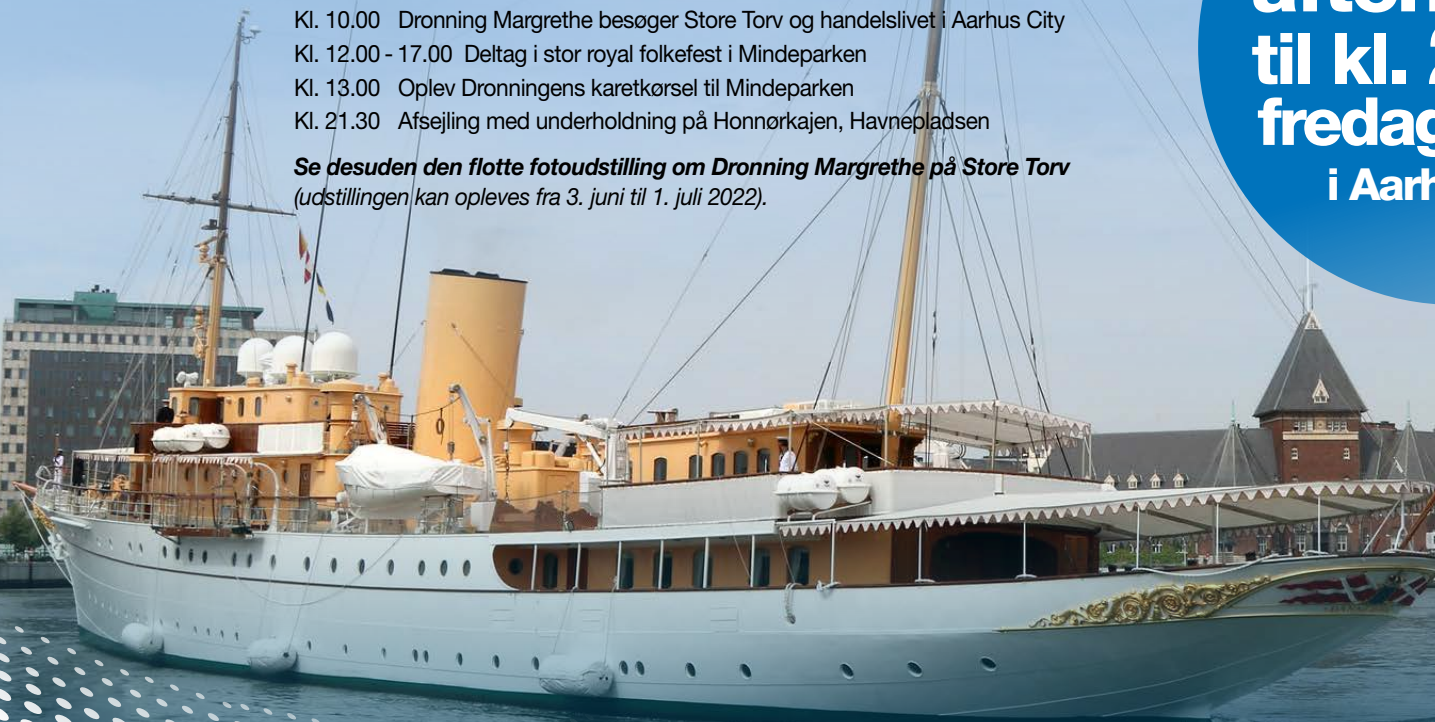 Kl. 10.00 Dronning Margrethe besøger Store Torv og handelslivet i Aarhus City
Kl. 12.00 - 17.00 Deltag i stor royal folkefest i Mindeparken
Kl. 13.00 Oplev Dronningens karetkørsel til Mindeparken
Kl. 21.30 Afsejling med underholdning på Honnørkajen, Havnepladsen
Se desuden den flotte fotoudstilling om Dronning Margrethe på Store Torv
(udstillingen kan opleves fra 3. juni til 1. juli 2022).
til kl.
i